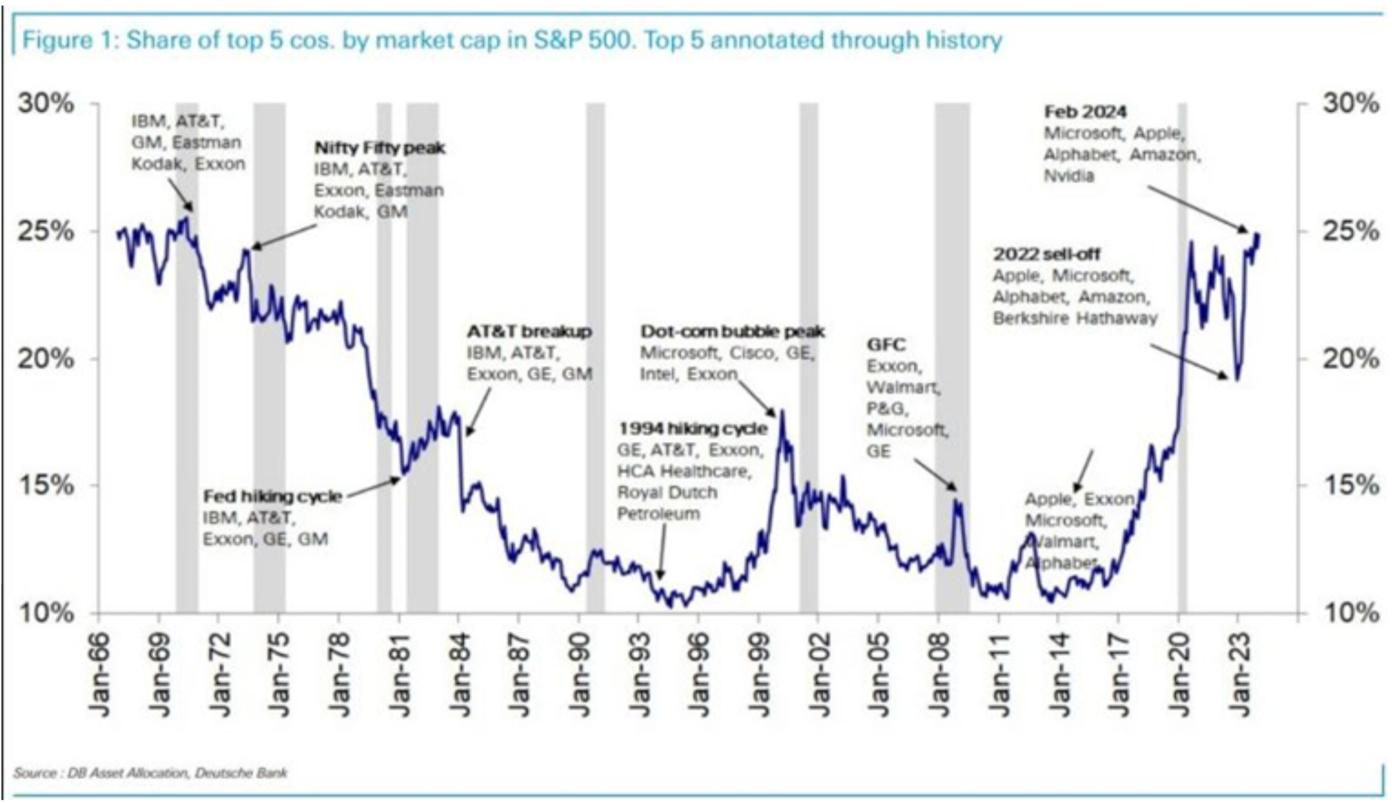 Figure 1: Share of top 5 cos. by market cap in S&P 500. Top 5 annotated through history
30%
25%
20%
15%
10%
30%
25%
20%
15%
10%
IBM, AT&T,
GM, Eastman
Kodak, Exxon
Nifty Fifty peak
IBM, AT&T,
Exxon, Eastman
Kodak, GM
Fed hiking cycle
IBM, AT&T,
Exxon, GE, GM
AT&T breakup
IBM, AT&T,
Exxon, GE, GM
1994 hiking cycle
GE, AT&T, Exxon,
HCA Healthcare,
Royal Dutch
Petroleum
Dot-com bubble peak
Microsoft, Cisco, GE,
Intel, Exxon
GFC
Exxon,
Walmart,
P&G,
Microsoft,
GE
Apple, Exxon
Microsoft,
Walmart,
Alphabet
2022 sell-off
Apple, Microsoft,
Alphabet, Amazon,
Berkshire Hathaway
Feb 2024
Microsoft, Apple,
Alphabet, Amazon,
Nvidia
Jan-66
Jan-69
Jan-72
Jan-75
Jan-78
Jan-81
Jan-84
Jan-87
Jan-90
Jan-93
Jan-96
Jan-99
Jan-02
Jan-05
Jan-08
Jan-11
Jan-14
Jan-17
Jan-20
Jan-23
Source : DB Asset Allocation, Deutsche Bank